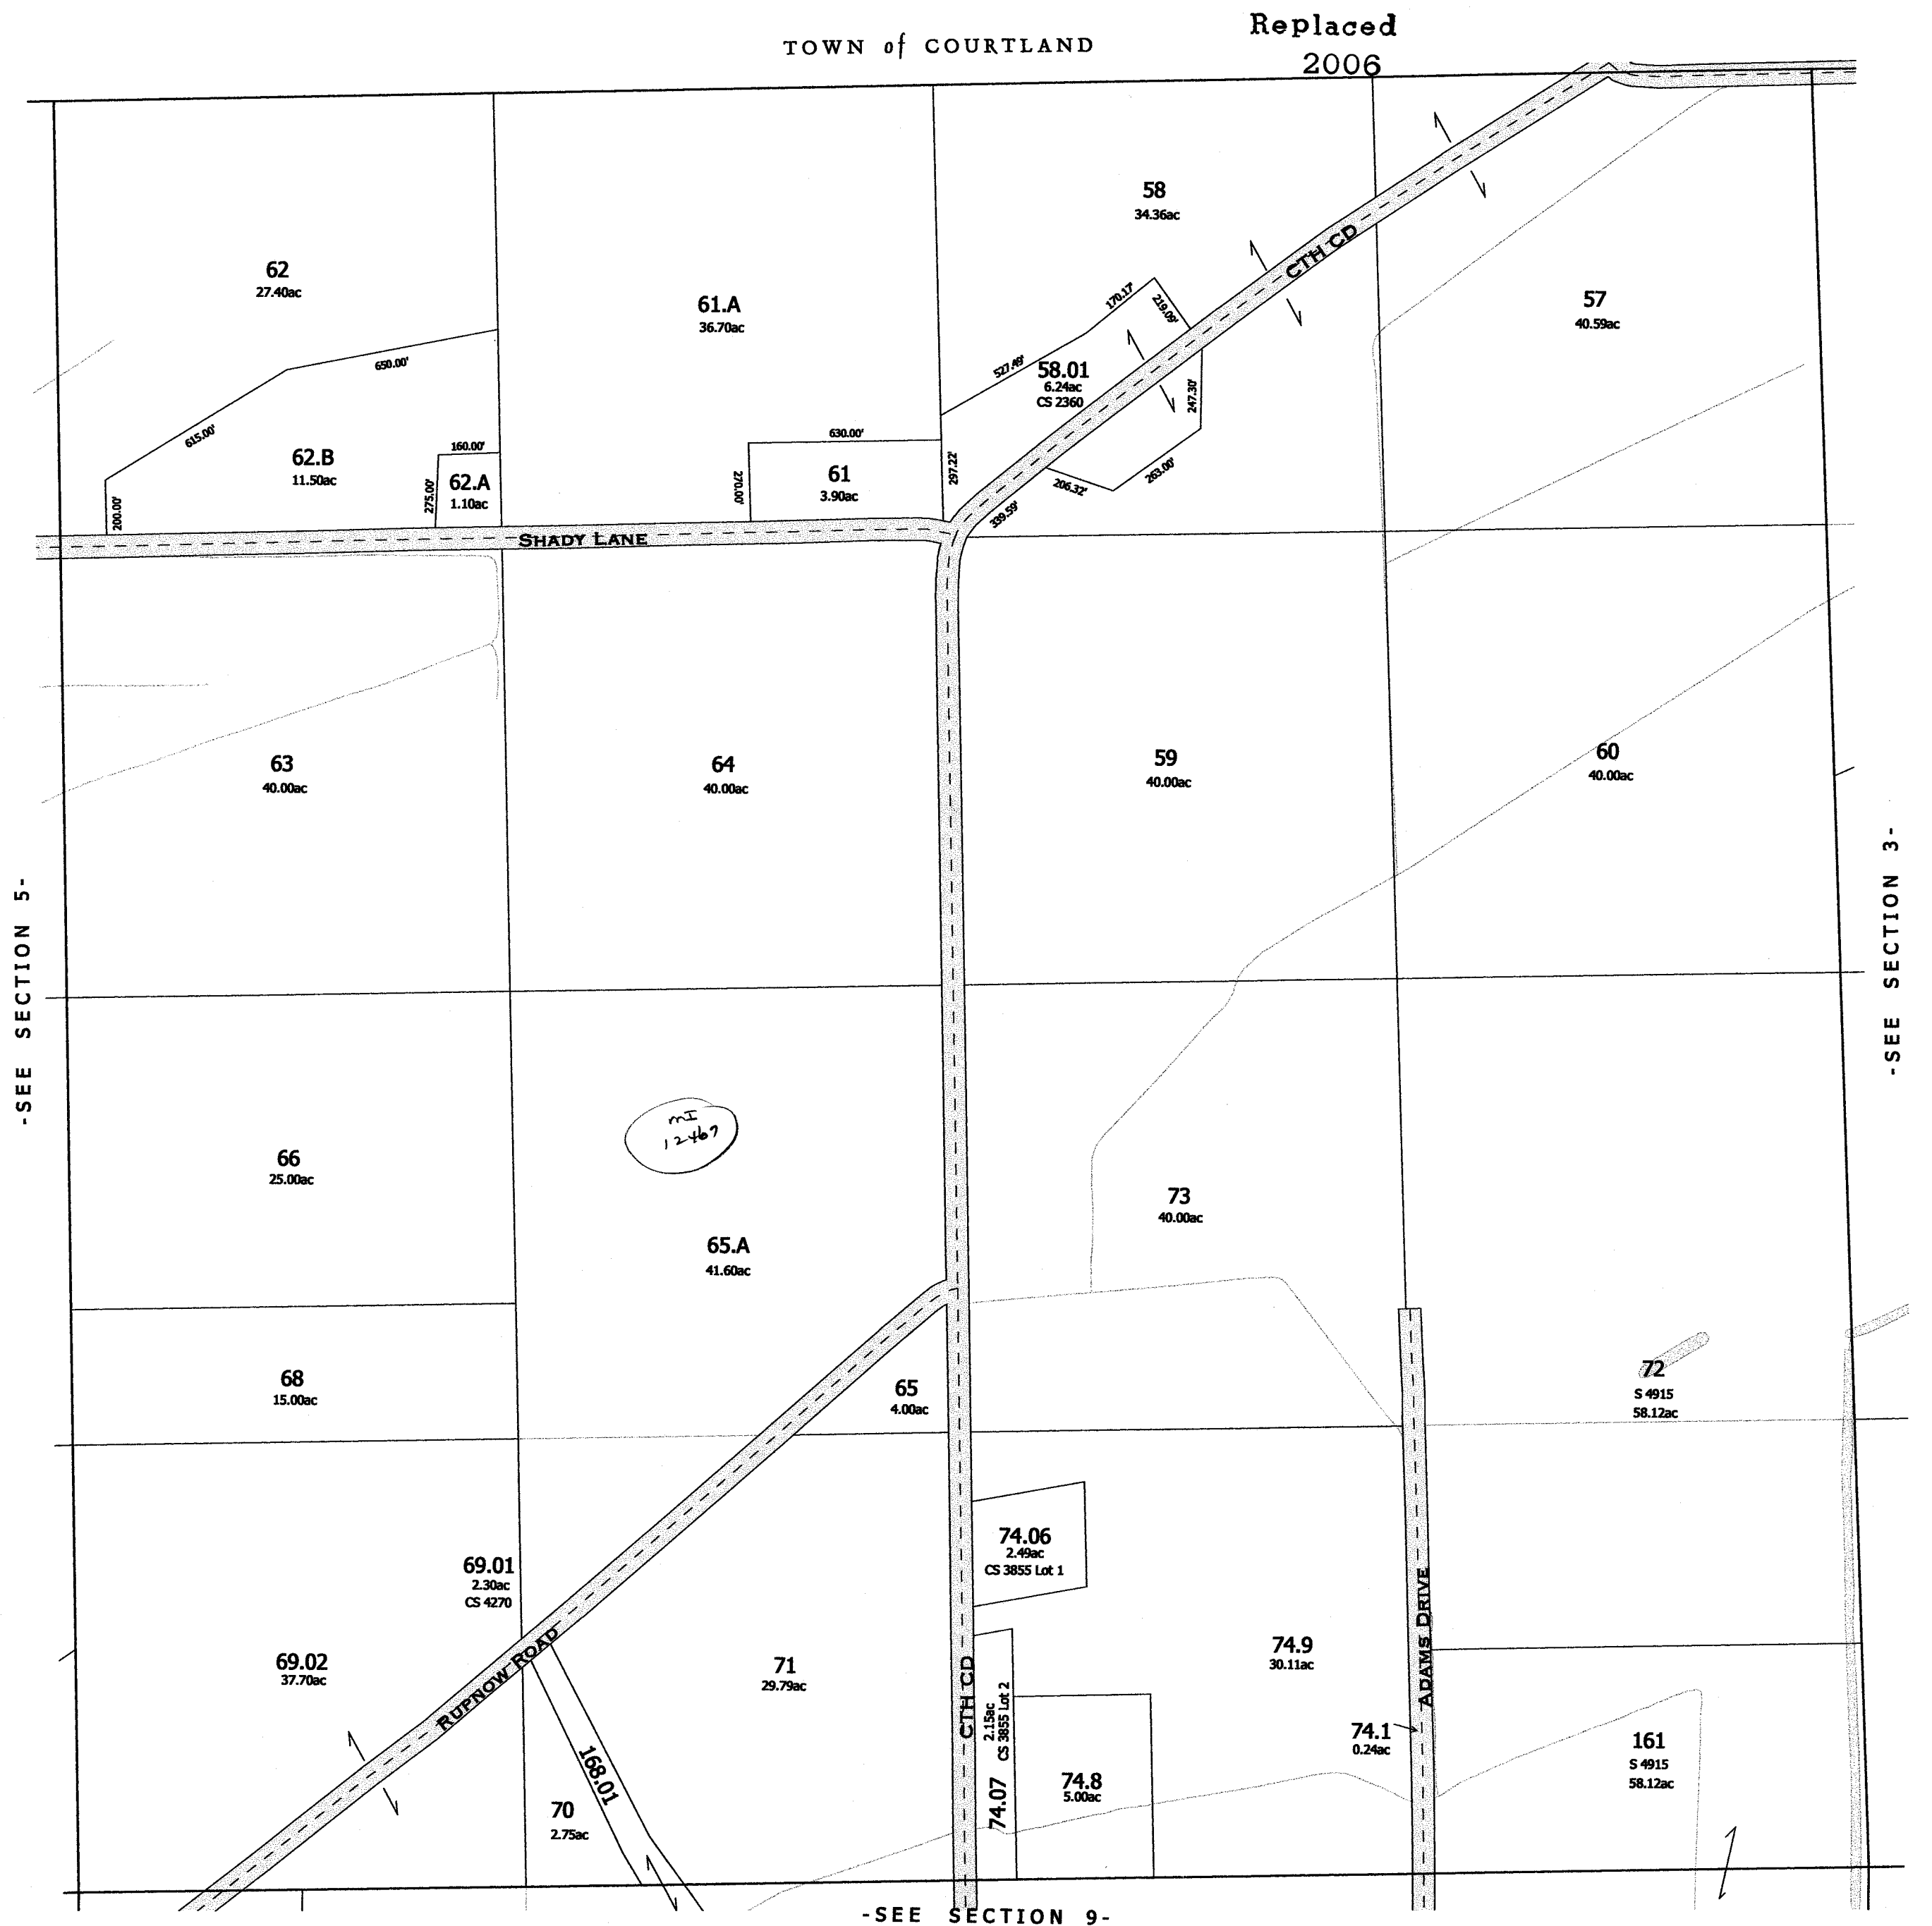 Replaced
TOWN of COURTLAND
2006
58
34.36ac
CTH CD
62
27.40ac
61.A
36.70ac
57
40.59ac
170.17'
219.09'
527.49'
650.00'
58.01
6.24ac
CS 2360
247.30'
615.00'
630.00'
160.00'
62.B
11.50ac
62.A
1.10ac
61
3.90ac
200.00'
275.00'
270.00'
297.22'
206.32'
263.00'
339.59'
SHADY LANE
63
40.00ac
64
40.00ac
59
40.00ac
60
40.00ac
-SEE SECTION 5-
-SEE SECTION 3-
mI
12467
66
25.00ac
73
40.00ac
65.A
41.60ac
68
15.00ac
65
4.00ac
72
S 4915
58.12ac
74.06
2.49ac
CS 3855 Lot 1
69.01
2.30ac
CS 4270
69.02
37.70ac
RUPNOW ROAD
71
29.79ac
CTH CD
74.07
2.15ac
CS 3855 Lot 2
74.9
30.11ac
ADAMS DRIVE
74.1
0.24ac
161
S 4915
58.12ac
168.01
70
2.75ac
74.8
5.00ac
-SEE SECTION 9-